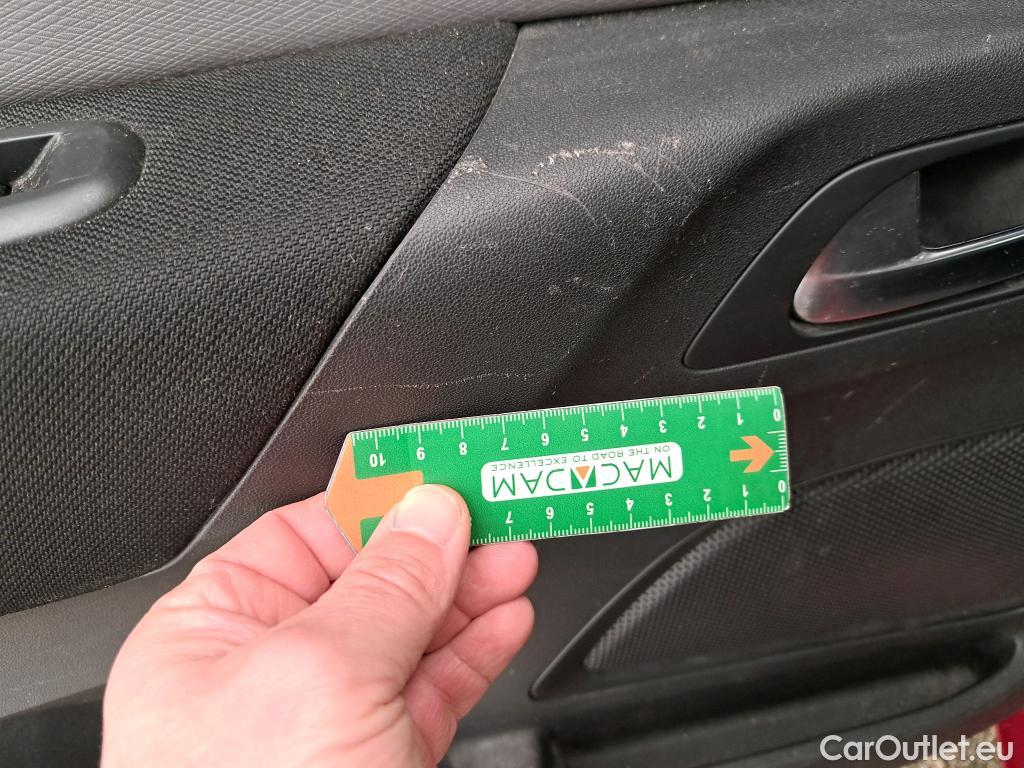 0 1 2 3 4 5 6 7 8 9 10
MACADAM
ON THE ROAD TO EXCELLENCE
0 1 2 3 4 5 6 7
CarOutlet.eu